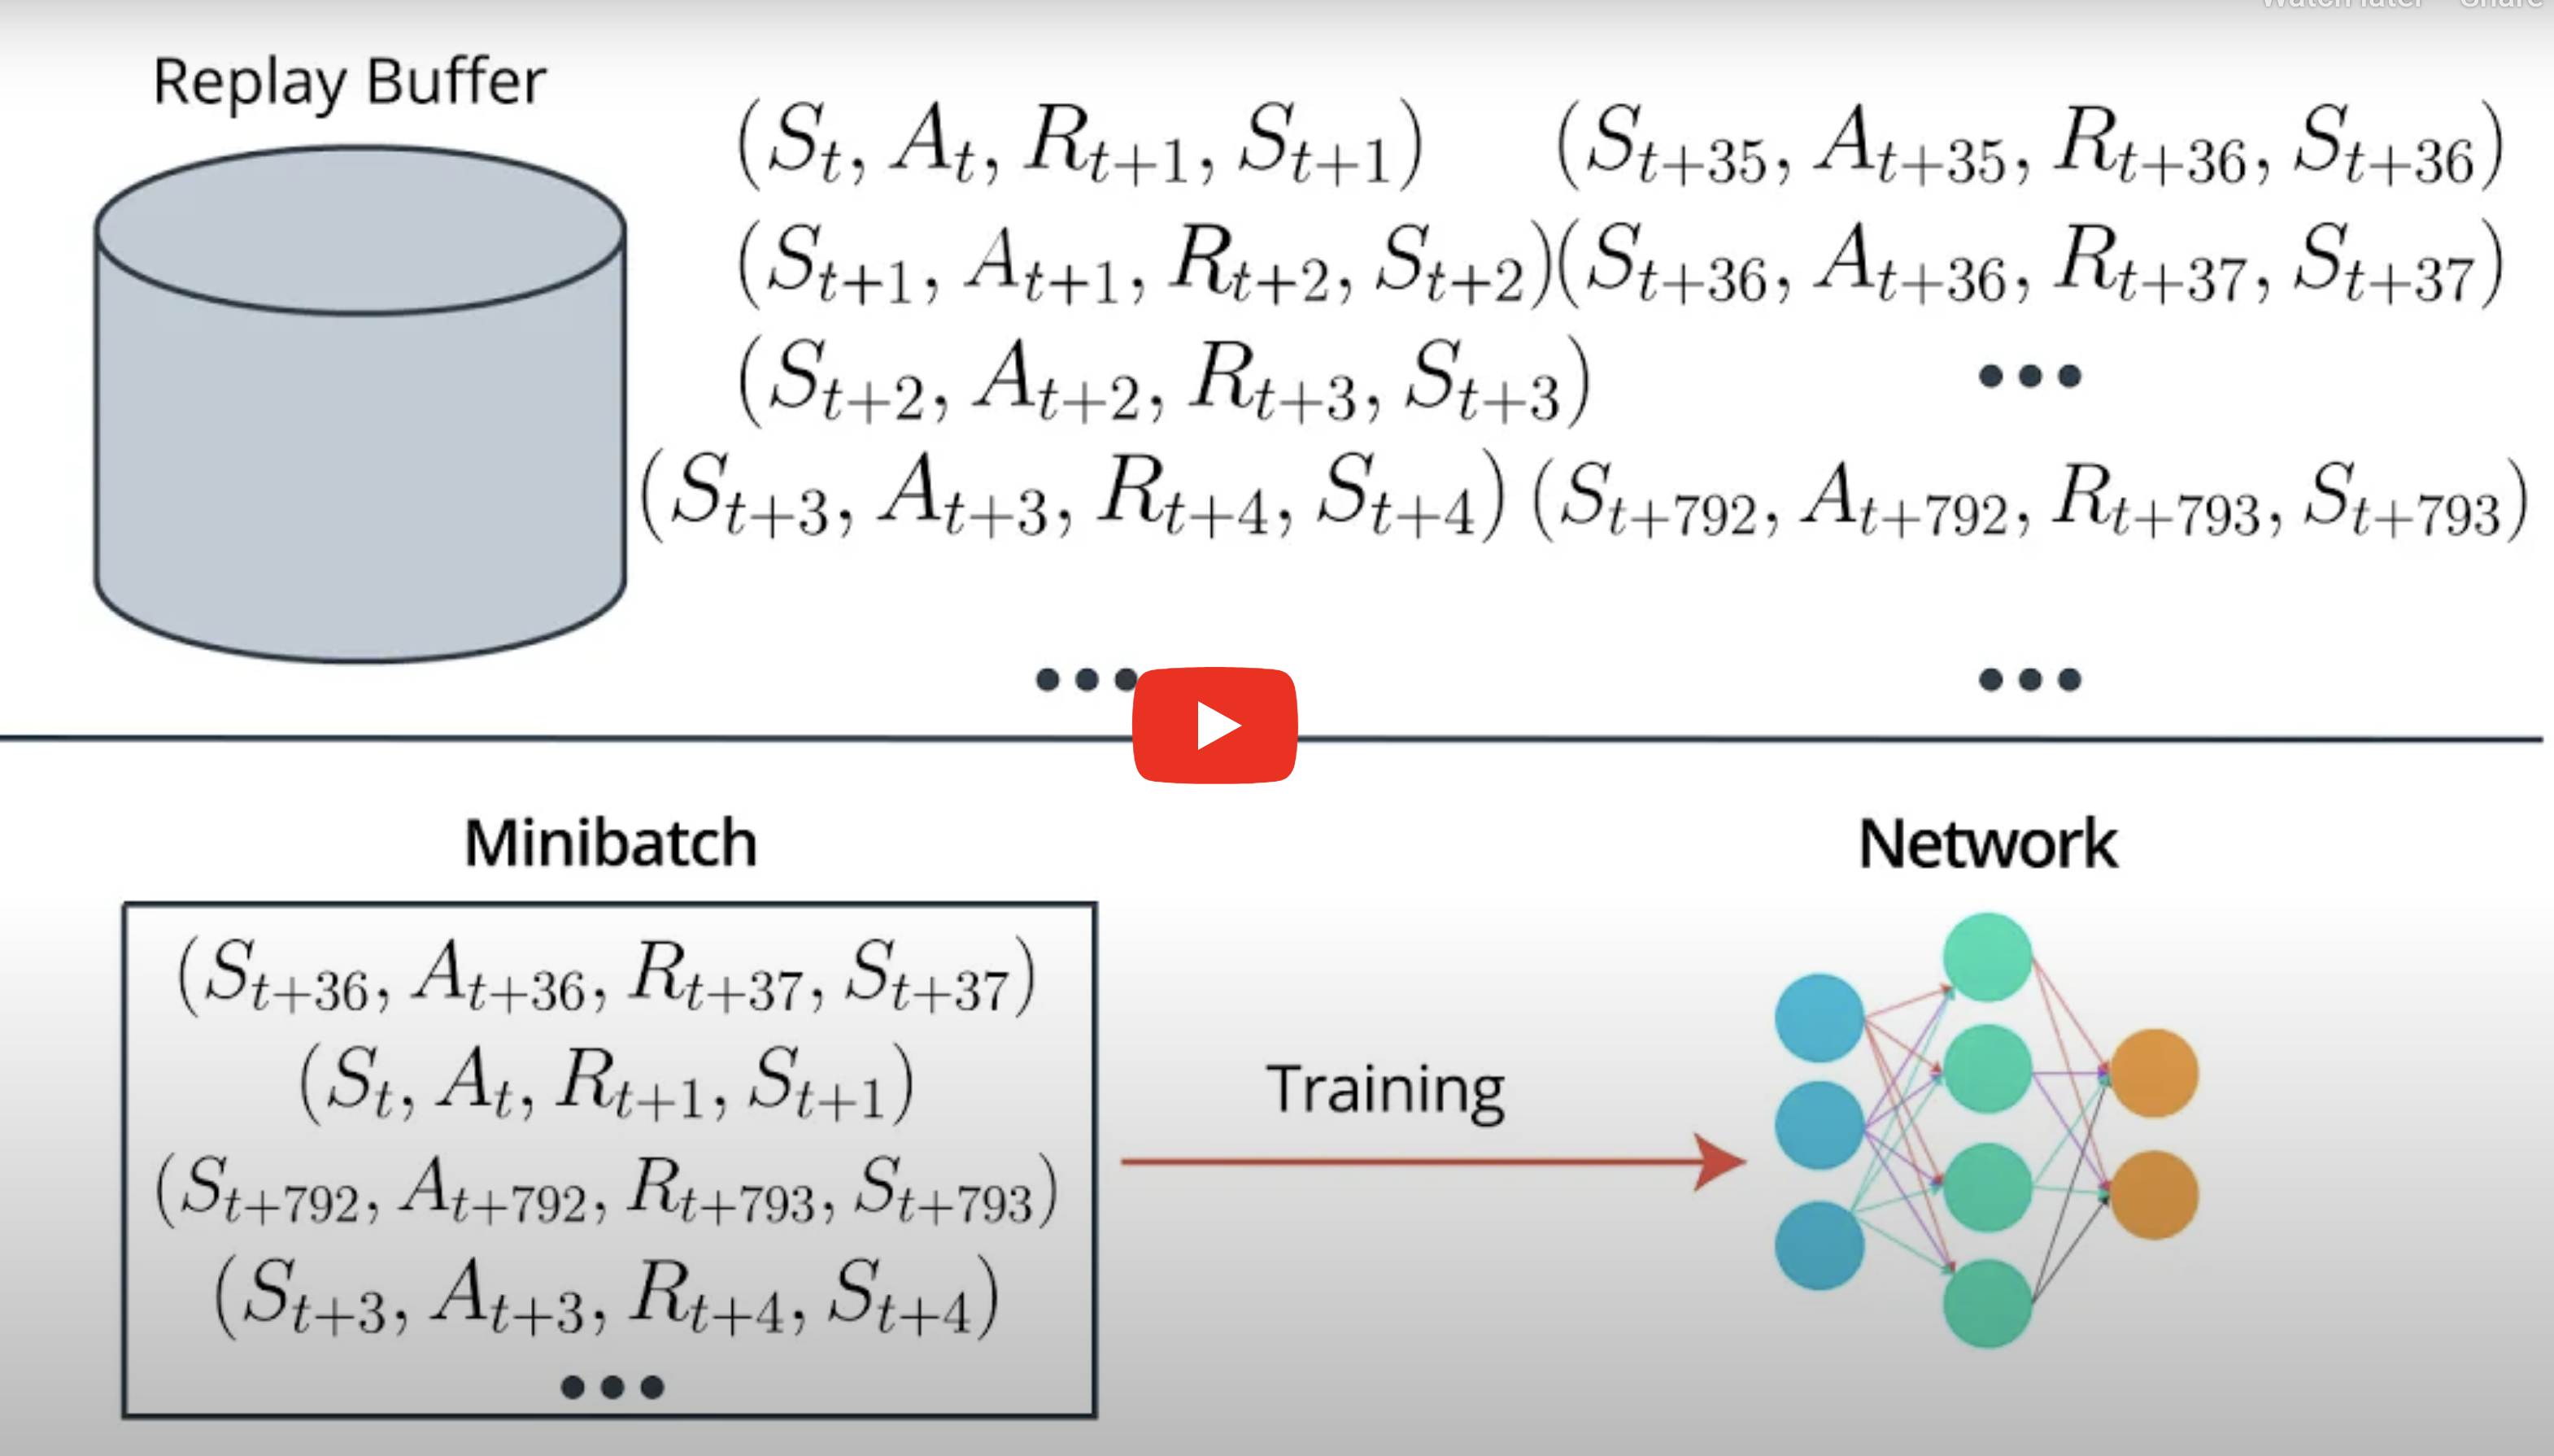 Watch later Share
Replay Buffer
(S_t, A_t, R_{t+1}, S_{t+1})
(S_{t+1}, A_{t+1}, R_{t+2}, S_{t+2})
(S_{t+2}, A_{t+2}, R_{t+3}, S_{t+3})
(S_{t+3}, A_{t+3}, R_{t+4}, S_{t+4})
•••
(S_{t+35}, A_{t+35}, R_{t+36}, S_{t+36})
(S_{t+36}, A_{t+36}, R_{t+37}, S_{t+37})
•••
(S_{t+792}, A_{t+792}, R_{t+793}, S_{t+793})
•••
Minibatch
(S_{t+36}, A_{t+36}, R_{t+37}, S_{t+37})
(S_t, A_t, R_{t+1}, S_{t+1})
(S_{t+792}, A_{t+792}, R_{t+793}, S_{t+793})
(S_{t+3}, A_{t+3}, R_{t+4}, S_{t+4})
•••
Training
Network